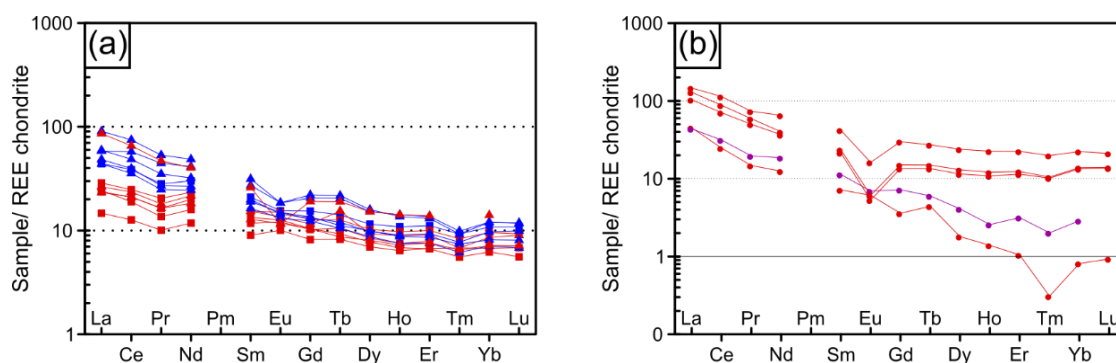 (a)
Sample/ REE chondrite
1000
100
10
1
La Pr Pm Eu Tb Ho Tm Lu
Ce Nd Sm Gd Dy Er Yb
(b)
Sample/ REE chondrite
1000
100
10
1
0
La Pr Pm Eu Tb Ho Tm Lu
Ce Nd Sm Gd Dy Er Yb